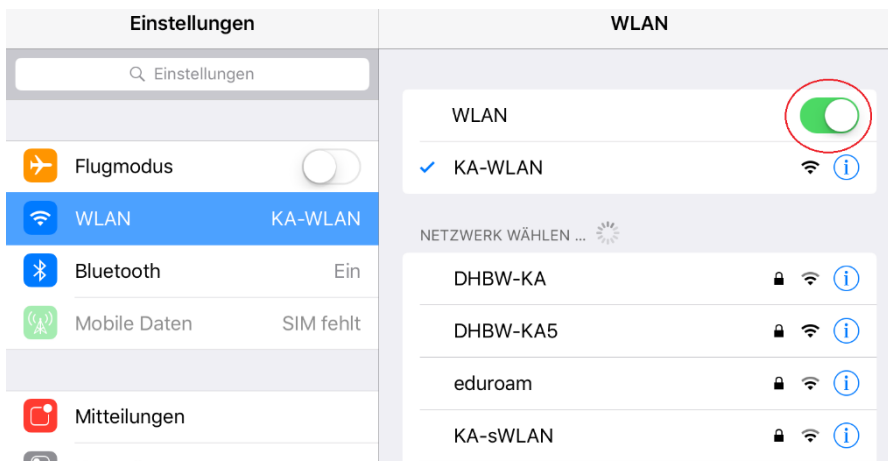 Einstellungen
Einstellungen
Flugmodus
WLAN KA-WLAN
Bluetooth Ein
Mobile Daten SIM fehlt
Mitteilungen
WLAN
WLAN
KA-WLAN
NETZWERK WÄHLEN ...
DHBW-KA
DHBW-KA5
eduroam
KA-sWLAN